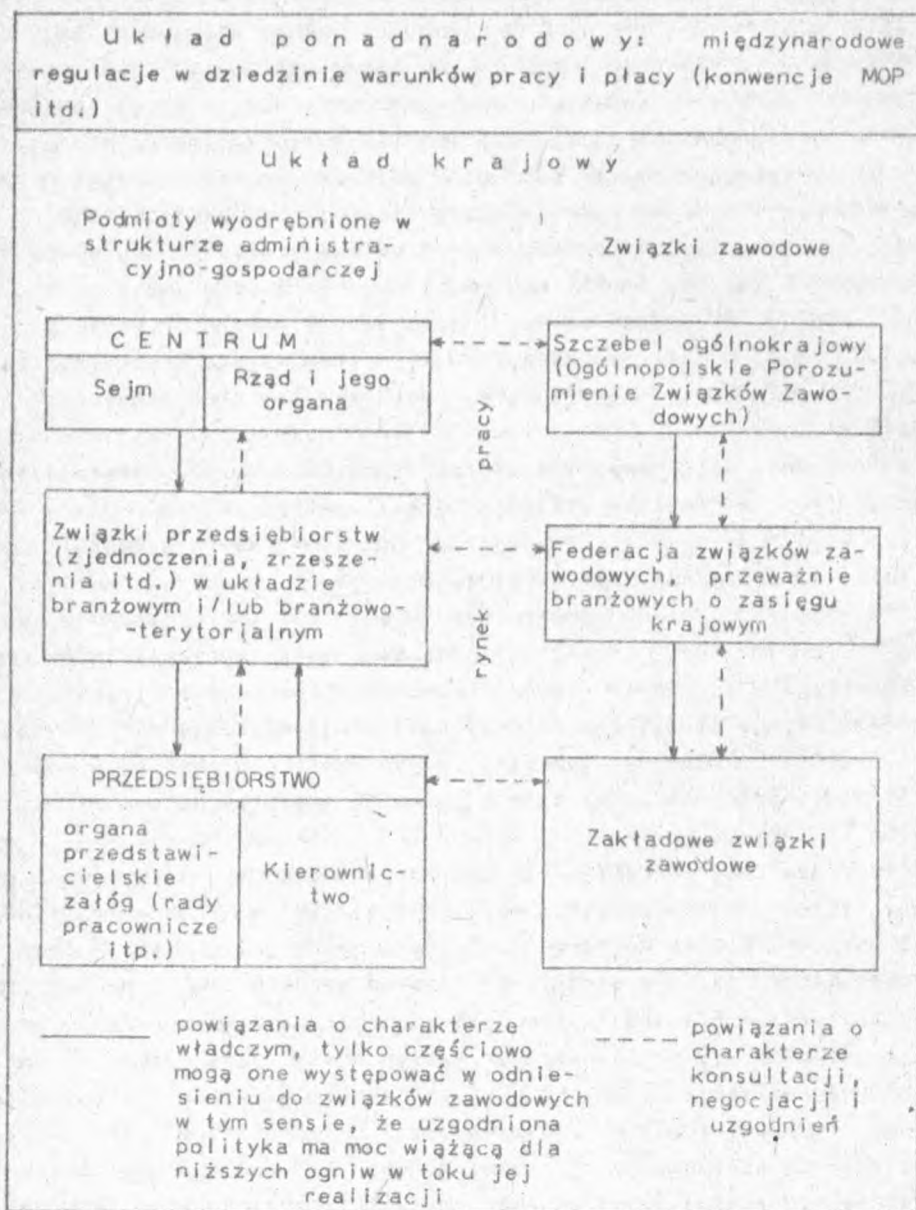 Układ ponadnarodowy: międzynarodowe
regulacje w dziedzinie warunków pracy i płacy (konwencje MOP
itd.)
Układ krajowy
Podmioty wyodrębnione w
strukturze administra-
cyjno-gospodarczej
Związki zawodowe
CENTRUM
Sejm
Rząd i jego
organa
Szczebel ogólnokrajowy
(Ogólnopolskie Porozu-
mienie Związków Zawo-
dowych)
pracy
Związki przedsiębiorstw
(zjednoczenia, zrzesze-
nia itd.) w układzie
branżowym i/lub branżowo-
-terytorialnym
Federacja związków za-
wodowych, przeważnie
branżowych o zasięgu
krajowym
rynek
PRZEDSIĘBIORSTWO
organa
przedstawi-
cielskie
załóg (rady
pracownicze
itp.)
Kierownic-
two
Zakładowe związki
zawodowe
powiązania o charakterze
władczym, tylko częściowo
mogą one występować w odnie-
sieniu do związków zawodowych
w tym sensie, że uzgodniona
polityka ma moc wiążącą dla
niższych ogniw w toku jej
realizacji
powiązania o
charakterze
konsultacji,
negocjacji i
uzgodnień